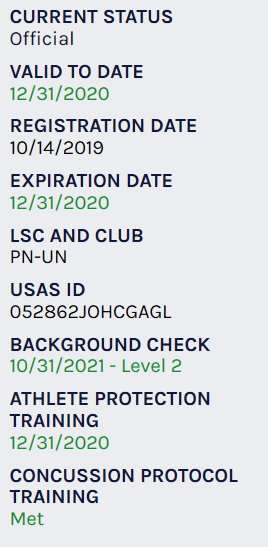 CURRENT STATUS
Official
VALID TO DATE
12/31/2020
REGISTRATION DATE
10/14/2019
EXPIRATION DATE
12/31/2020
LSC AND CLUB
PN-UN
USAS ID
052862JOHCGAGL
BACKGROUND CHECK
10/31/2021 - Level 2
ATHLETE PROTECTION
TRAINING
12/31/2020
CONCUSSION PROTOCOL
TRAINING
Met